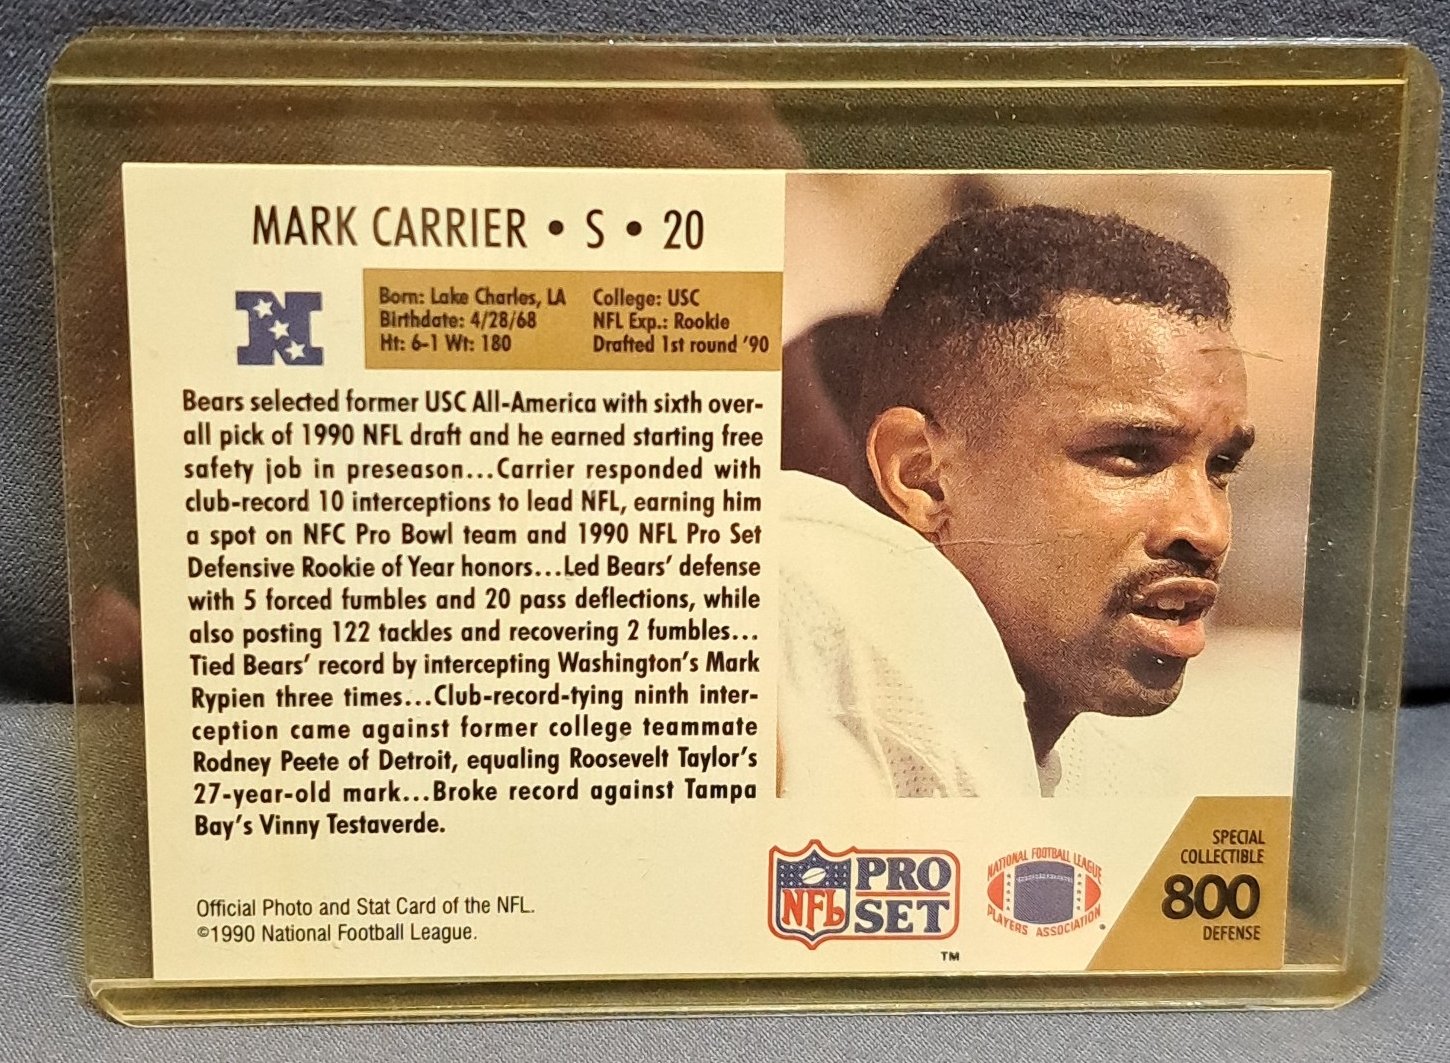 MARK CARRIER • S • 20
N
Born: Lake Charles, LA
Birthdate: 4/28/68
Ht: 6-1 Wt: 180
College: USC
NFL Exp.: Rookie
Drafted 1st round '90
Bears selected former USC All-America with sixth over-
all pick of 1990 NFL draft and he earned starting free
safety job in preseason...Carrier responded with
club-record 10 interceptions to lead NFL, earning him
a spot on NFC Pro Bowl team and 1990 NFL Pro Set
Defensive Rookie of Year honors...Led Bears' defense
with 5 forced fumbles and 20 pass deflections, while
also posting 122 tackles and recovering 2 fumbles...
Tied Bears' record by intercepting Washington's Mark
Rypien three times...Club-record-tying ninth inter-
ception came against former college teammate
Rodney Peete of Detroit, equaling Roosevelt Taylor's
27-year-old mark...Broke record against Tampa
Bay's Vinny Testaverde.
Official Photo and Stat Card of the NFL.
©1990 National Football League.
NFL
PRO
SET
TM
NATIONAL FOOTBALL LEAGUE
PLAYERS ASSOCIATION
SPECIAL
COLLECTIBLE
800
DEFENSE